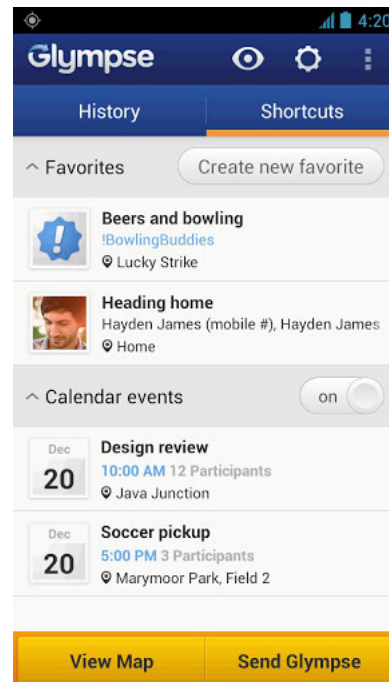 4:20
Glympse
History
Shortcuts
Favorites
Create new favorite
Beers and bowling
!BowlingBuddies
Lucky Strike
Heading home
Hayden James (mobile #), Hayden James
Home
Calendar events
on
Dec
20
Design review
10:00 AM 12 Participants
Java Junction
Dec
20
Soccer pickup
5:00 PM 3 Participants
Marymoor Park, Field 2
View Map
Send Glympse